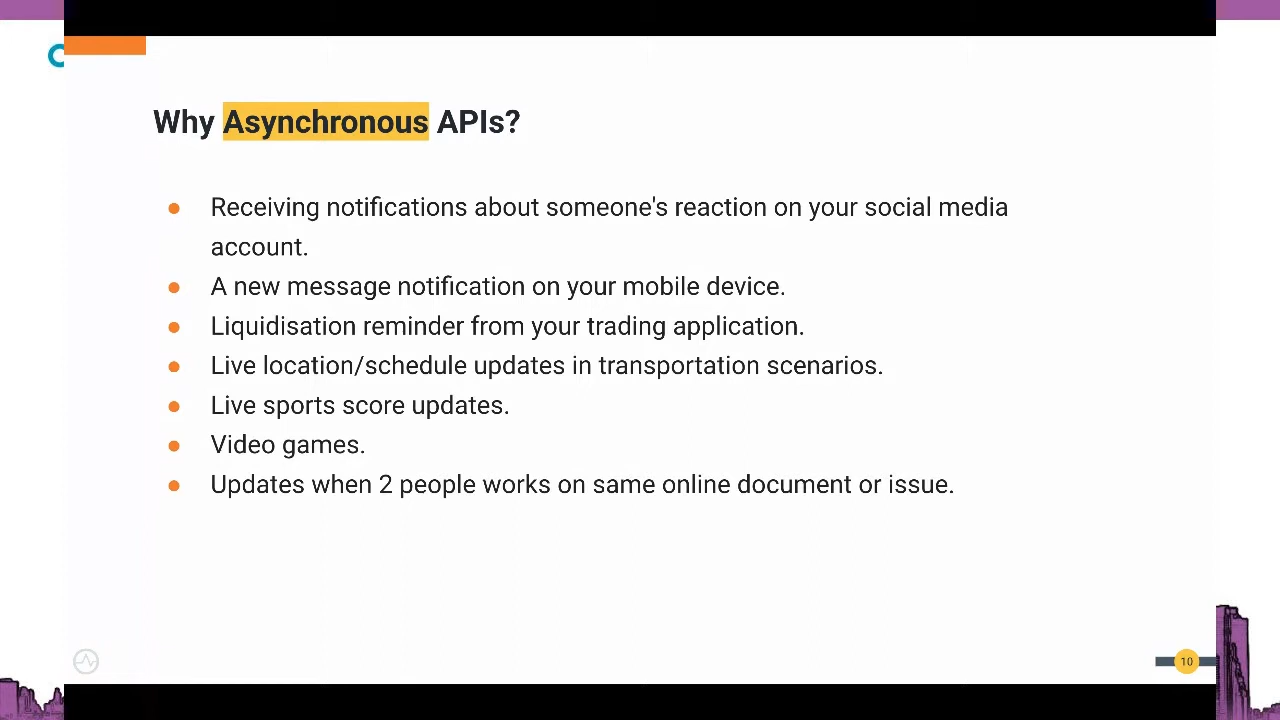 Why Asynchronous APIs?
● Receiving notifications about someone's reaction on your social media
account.
● A new message notification on your mobile device.
● Liquidisation reminder from your trading application.
● Live location/schedule updates in transportation scenarios.
● Live sports score updates.
● Video games.
● Updates when 2 people works on same online document or issue.
10